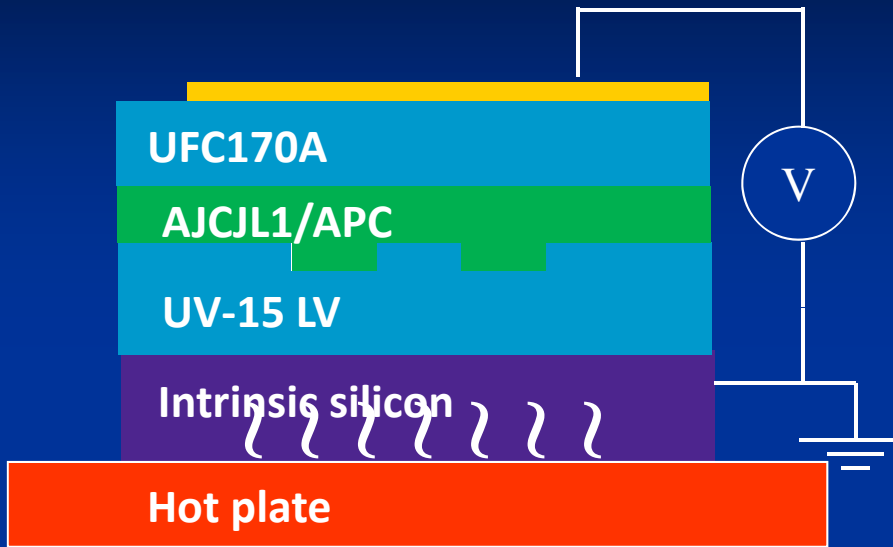 UFC170A
V
AJCJL1/APC
UV-15 LV
Intrinsic silicon
Hot plate